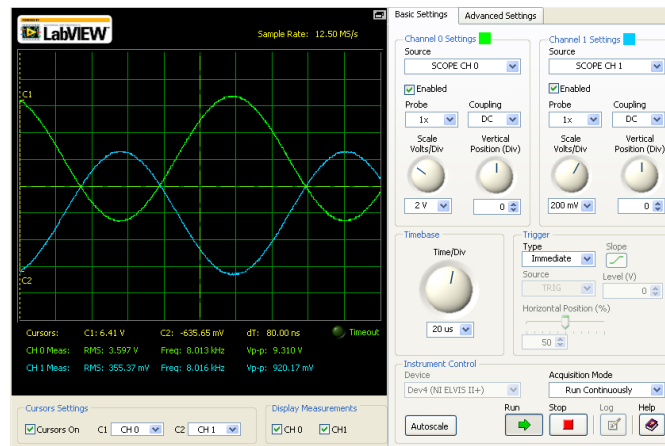 LabVIEW
Sample Rate: 12.50 MS/s
C1
C2
Cursors: C1: 6.41 V C2: -635.65 mV dT: 80.00 ns Timeout
CH 0 Meas: RMS: 3.597 V Freq: 8.013 kHz Vp-p: 9.310 V
CH 1 Meas: RMS: 355.37 mV Freq: 8.016 kHz Vp-p: 920.17 mV
Cursors Settings
Cursors On C1 CH 0 C2 CH 1
Display Measurements
CH 0 CH1
Basic Settings Advanced Settings
Channel 0 Settings
Source
SCOPE CH 0
Enabled
Probe Coupling
1x DC
Scale Vertical
Volts/Div Position (Div)
2 V 0
Channel 1 Settings
Source
SCOPE CH 1
Enabled
Probe Coupling
1x DC
Scale Vertical
Volts/Div Position (Div)
200 mV 0
Timebase
Time/Div
20 us
Trigger
Type Slope
Immediate
Source Level (V)
TRIG 0
Horizontal Position (%)
50
Instrument Control
Device
Dev4 (NI ELVIS II+)
Acquisition Mode
Run Continuously
Autoscale
Run Stop Log Help